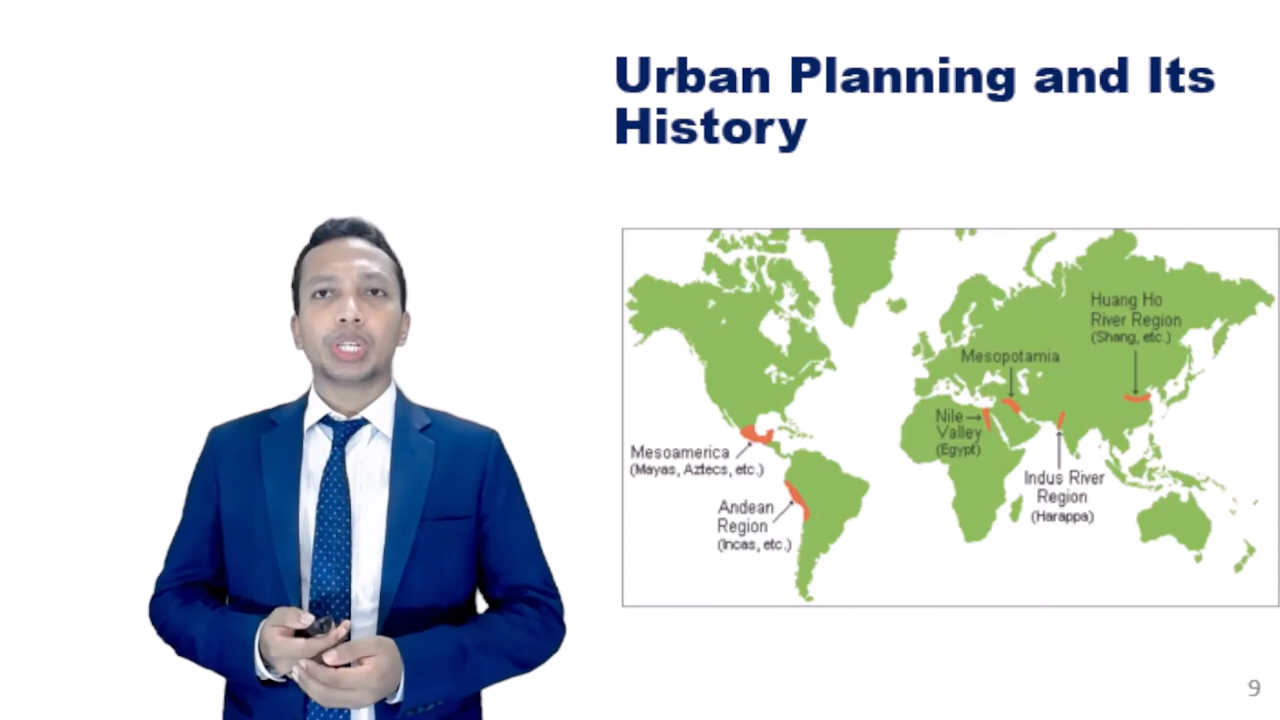 Urban Planning and Its
History
Huang Ho
River Region
(Shang, etc.)
Mesopotamia
Nile
Valley
(Egypt)
Mesoamerica
(Mayas, Aztecs, etc.)
Indus River
Region
(Harappa)
Andean
Region
(Incas, etc.)
9